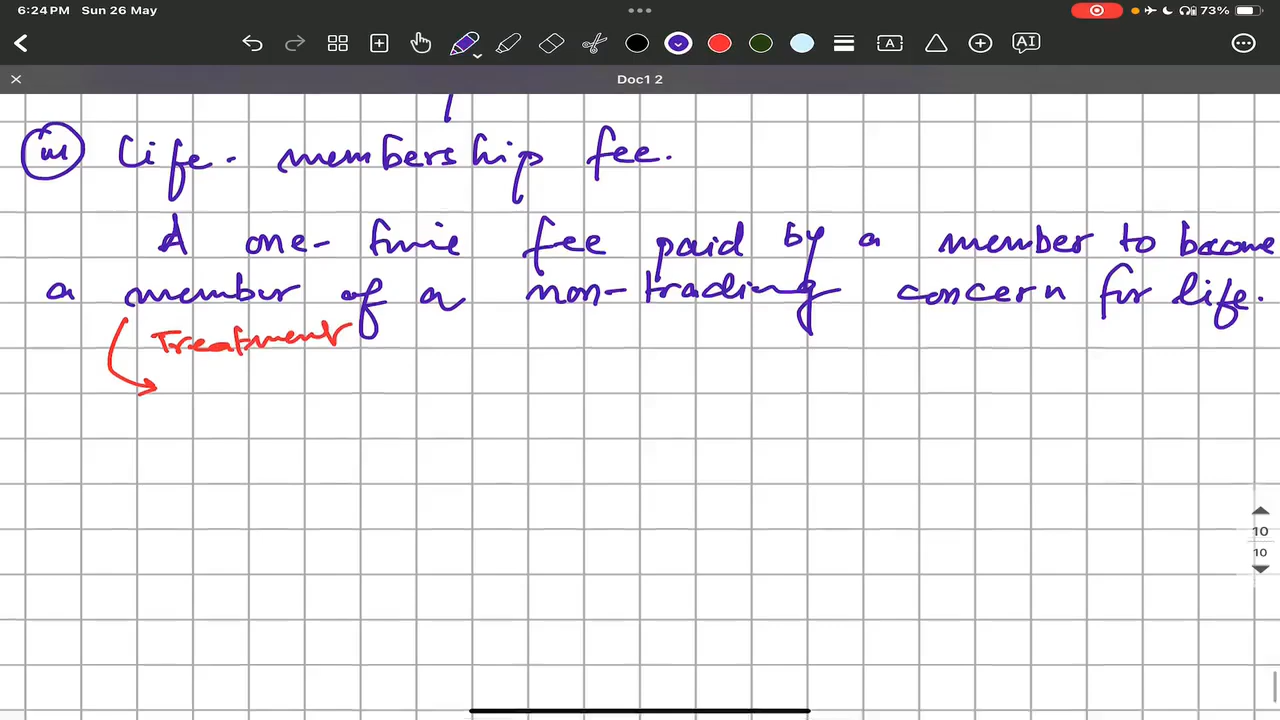 6:24 PM Sun 26 May 73%
A AI
Doc1 2
iii Life - membership fee.
A one-time fee paid by a member to become
a member of a non-trading concern for life.
Treatment
10
10